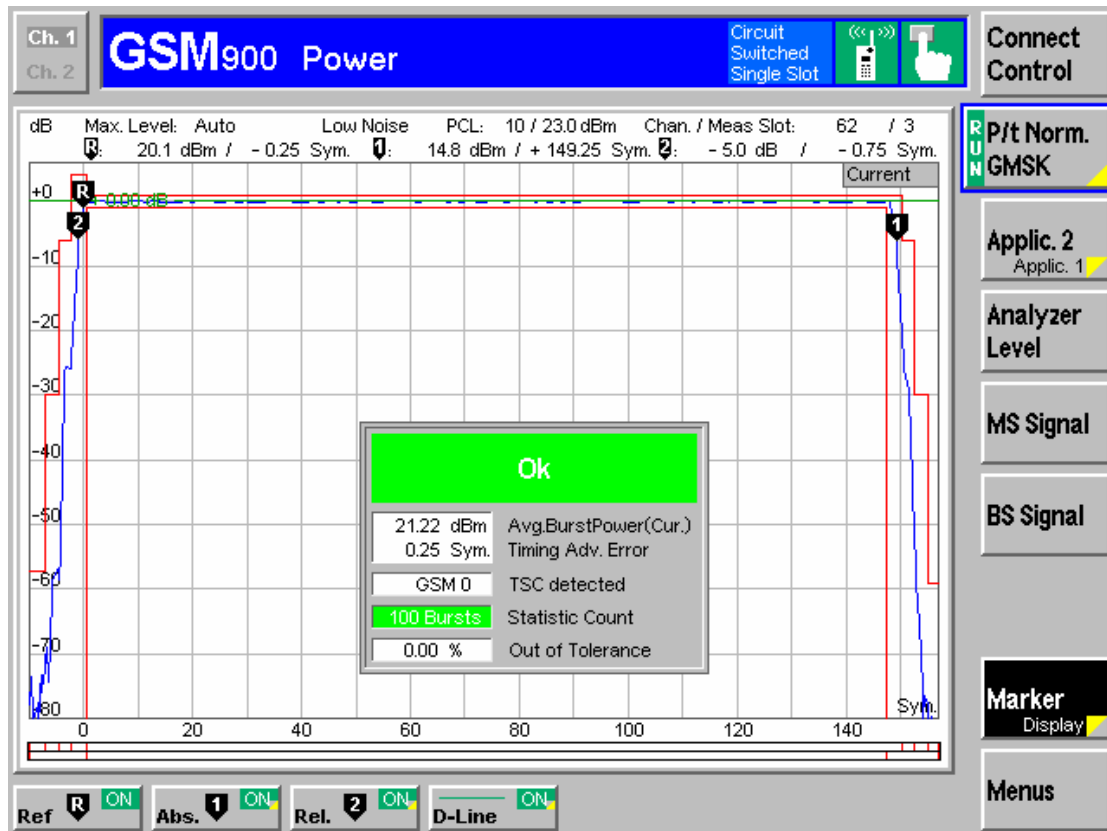 Ch. 1
Ch. 2
GSM900 Power
Circuit
Switched
Single Slot
Connect
Control
dB Max. Level: Auto Low Noise PCL: 10 / 23.0 dBm Chan. / Meas Slot: 62 / 3
R: 20.1 dBm / - 0.25 Sym. 1: 14.8 dBm / + 149.25 Sym. 2: - 5.0 dB / - 0.75 Sym.
Current
RUN
P/t Norm.
GMSK
+0
R
0.00 dB
2
1
-10
-20
-30
-40
-50
-60
-70
-80
Sym.
0 20 40 60 80 100 120 140
Ok
21.22 dBm Avg.BurstPower(Cur.)
0.25 Sym. Timing Adv. Error
GSM 0 TSC detected
100 Bursts Statistic Count
0.00 % Out of Tolerance
Applic. 2
Applic. 1
Analyzer
Level
MS Signal
BS Signal
Marker
Display
Menus
Ref R ON
Abs. 1 ON
Rel. 2 ON
D-Line ON